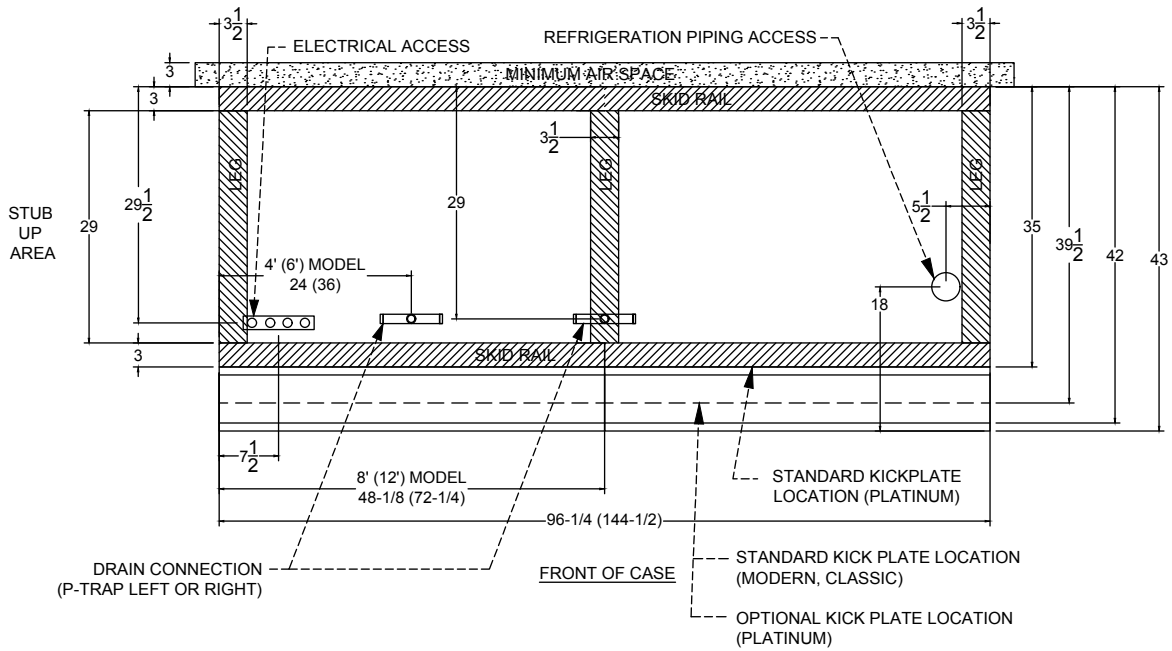 3 1/2
3 1/2
ELECTRICAL ACCESS
REFRIGERATION PIPING ACCESS
3
MINIMUM AIR SPACE
3
SKID RAIL
3 1/2
LEG
LEG
LEG
STUB
UP
AREA
29
29 1/2
29
5 1/2
35
39 1/2
42
43
4' (6') MODEL
24 (36)
18
3
SKID RAIL
7 1/2
8' (12') MODEL
48-1/8 (72-1/4)
STANDARD KICKPLATE
LOCATION (PLATINUM)
96-1/4 (144-1/2)
DRAIN CONNECTION
(P-TRAP LEFT OR RIGHT)
FRONT OF CASE
STANDARD KICK PLATE LOCATION
(MODERN, CLASSIC)
OPTIONAL KICK PLATE LOCATION
(PLATINUM)